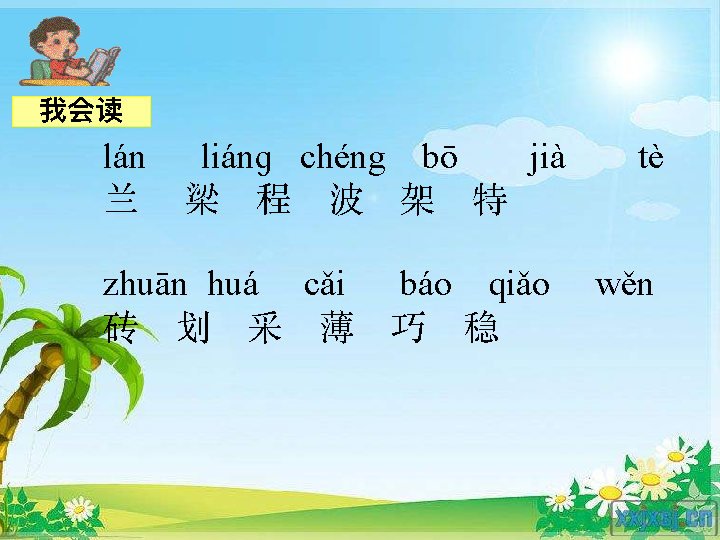 我会读
lán liáng chéng bō jià tè
兰 梁 程 波 架 特
zhuān huá cǎi báo qiǎo wěn
砖 划 采 薄 巧 稳
xxjxsj.cn